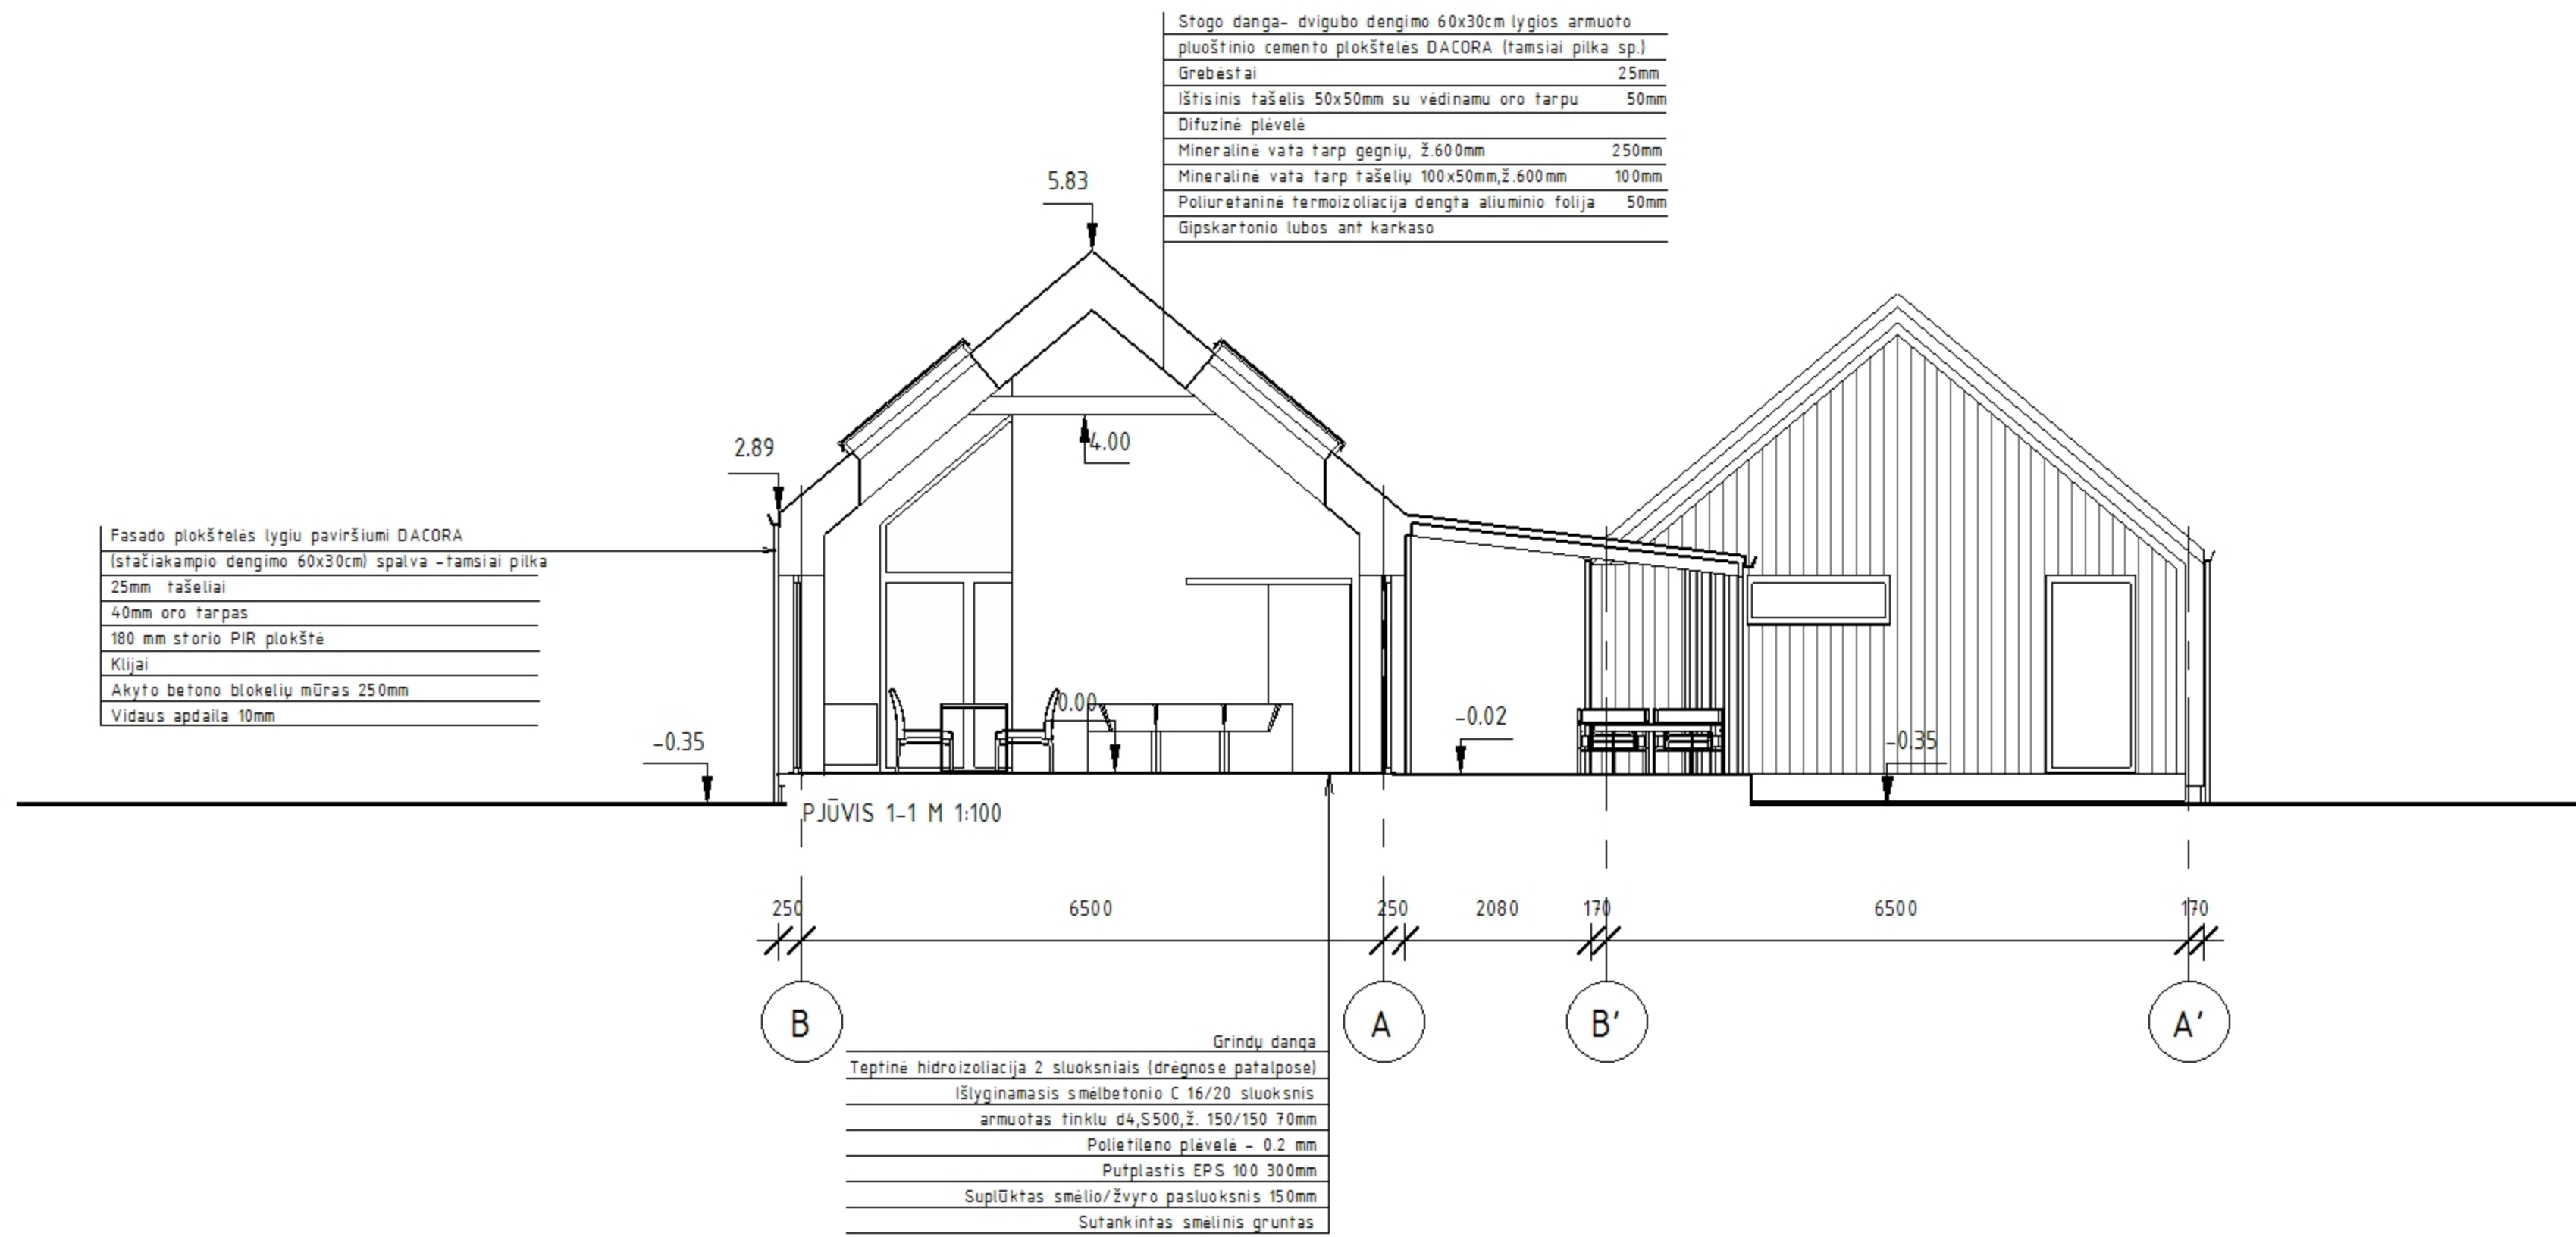 Stogo danga- dvigubo dengimo 60x30cm lygios armuoto
pluoštinio cemento plokštelės DACORA (tamsiai pilka sp.)
Grebėstai 25mm
Ištisinis tašelis 50x50mm su vėdinamu oro tarpu 50mm
Difuzinė plėvelė
Mineralinė vata tarp gegnių, ž.600mm 250mm
Mineralinė vata tarp tašelių 100x50mm,ž.600mm 100mm
Poliuretaninė termoizoliacija dengta aliuminio folija 50mm
Gipskartonio lubos ant karkaso
5.83
4.00
2.89
Fasado plokštelės lygiu paviršiumi DACORA
(stačiakampio dengimo 60x30cm) spalva -tamsiai pilka
25mm tašeliai
40mm oro tarpas
180 mm storio PIR plokštė
Klijai
Akyto betono blokelių mūras 250mm
Vidaus apdaila 10mm
0.00
-0.02
-0.35
-0.35
PJŪVIS 1-1 M 1:100
250
6500
250
2080
170
6500
170
B
A
B'
A'
Grindų danga
Teptinė hidroizoliacija 2 sluoksniais (drėgnose patalpose)
Išlyginamasis smėlbetonio C 16/20 sluoksnis
armuotas tinklu d4,S500,ž. 150/150 70mm
Polietileno plėvelė - 0.2 mm
Putplastis EPS 100 300mm
Suplūktas smėlio/žvyro pasluoksnis 150mm
Sutankintas smėlinis gruntas